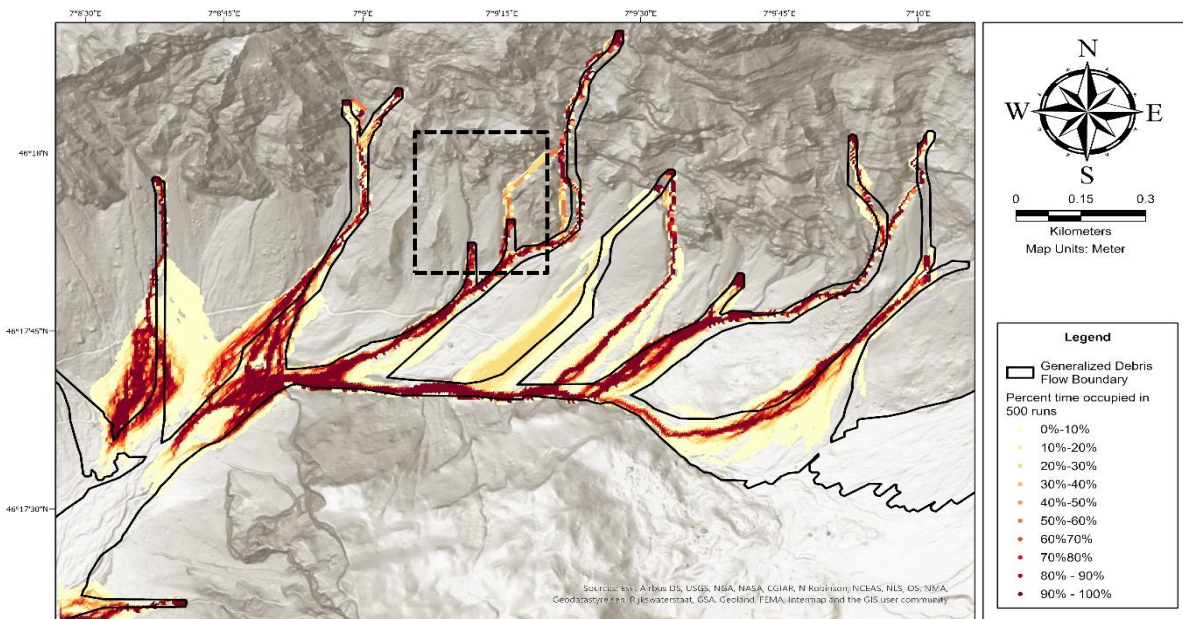 7°8'30"E 7°8'45"E 7°9'E 7°9'15"E 7°9'30"E 7°9'45"E 7°10'E
46°18'N
46°17'45"N
46°17'30"N
Sources: Esri, Airbus DS, USGS, NGA, NASA, CGIAR, N Robinson, NCEAS, NLS, OS, NMA,
Geodatastyrelsen, Rijkswaterstaat, GSA, Geoland, FEMA, Intermap and the GIS user community
N
W E
S
0 0.15 0.3
Kilometers
Map Units: Meter
Legend
Generalized Debris
Flow Boundary
Percent time occupied in
500 runs
0%-10%
10%-20%
20%-30%
30%-40%
40%-50%
50%-60%
60%70%
70%80%
80% - 90%
90% - 100%